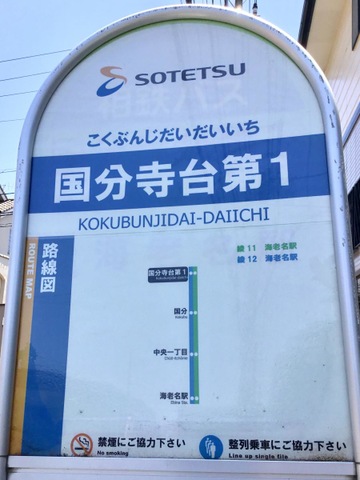 SOTETSU
相鉄バス
こくぶんじだいだいいち
国分寺台第1
KOKUBUNJIDAI-DAIICHI
路線図
ROUTE MAP
綾11 海老名駅
綾12 海老名駅
国分寺台第1
国分
中央一丁目
海老名駅
禁煙にご協力下さい
No smoking
整列乗車にご協力下さい
Line up single file